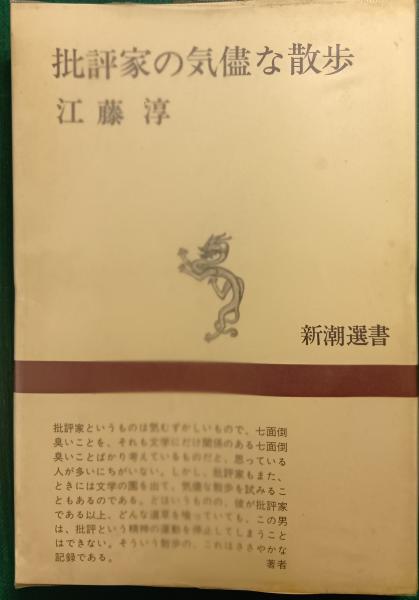 批評家の気儘な散歩
江藤 淳
新潮選書
批評家というものは気むずかしいもので、七面倒
臭いことを、それも文学にだけ関係のある七面倒
臭いことばかり考えているものだと、思っている
人が多いにちがいない。しかし、批評家もまた、
ときには文学の園を出て、気儘な散歩を試みるこ
ともあるのである。とはいうものの、彼が批評家
である以上、どんな道草を喰っていても、この男
は、批評という精神の運動を停止してしまうこと
はできない。そういう散歩の、これはささやかな
記録である。 著者